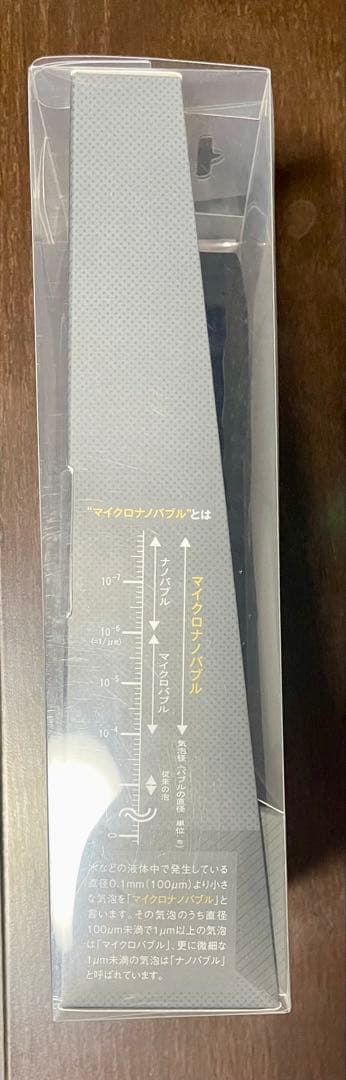 “マイクロナノバブル”とは
ナノバブル
マイクロバブル
マイクロナノバブル
10⁻⁷
10⁻⁶
(=1/μm)
10⁻⁵
10⁻⁴
従来の泡
気泡径（バブルの直径 単位:m）
0
水などの液体中で発生している
直径0.1mm（100μm）より小さ
な気泡を「マイクロナノバブル」と
言います。その気泡のうち直径
100μm未満で1μm以上の気泡
は「マイクロバブル」、更に微細な
1μm未満の気泡は「ナノバブル」
と呼ばれています。